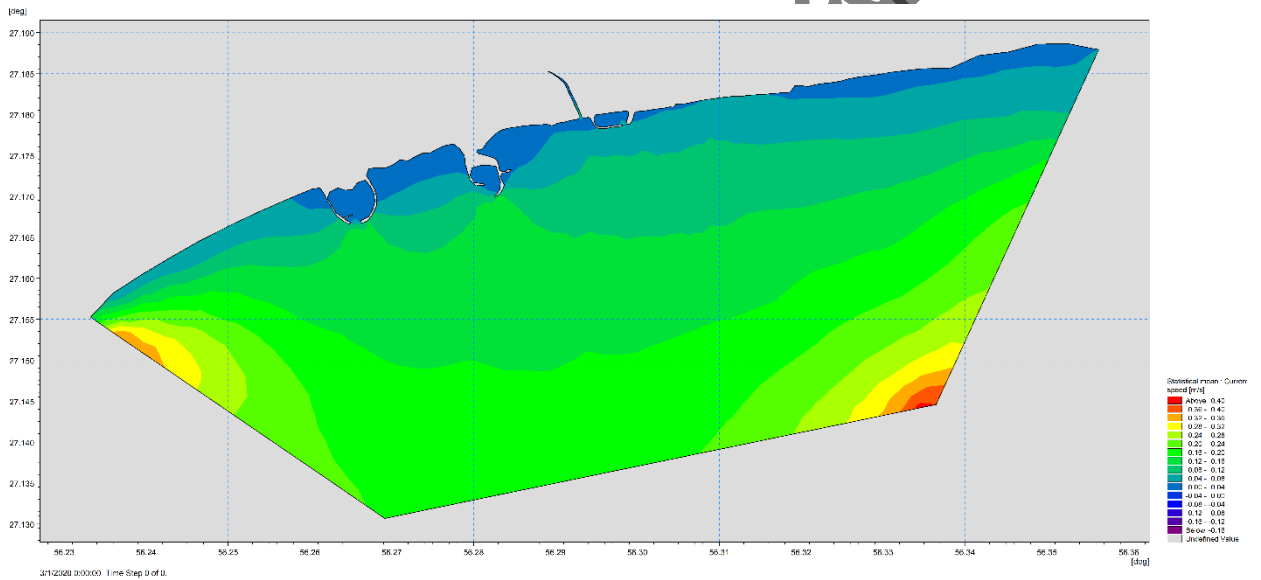 [deg]
27.190
27.185
27.180
27.175
27.170
27.165
27.160
27.155
27.150
27.145
27.140
27.135
27.130
56.23 56.24 56.25 56.26 56.27 56.28 56.29 56.30 56.31 56.32 56.33 56.34 56.35 56.36
[deg]
3/1/2020 0:00:00 Time Step 0 of 0.
Statistical mean : Current
speed [m/s]
Above 0.40
0.36 - 0.40
0.32 - 0.36
0.28 - 0.32
0.24 - 0.28
0.20 - 0.24
0.16 - 0.20
0.12 - 0.16
0.08 - 0.12
0.04 - 0.08
0.00 - 0.04
-0.04 - 0.00
-0.08 - -0.04
-0.12 - -0.08
-0.16 - -0.12
Below -0.16
Undefined Value